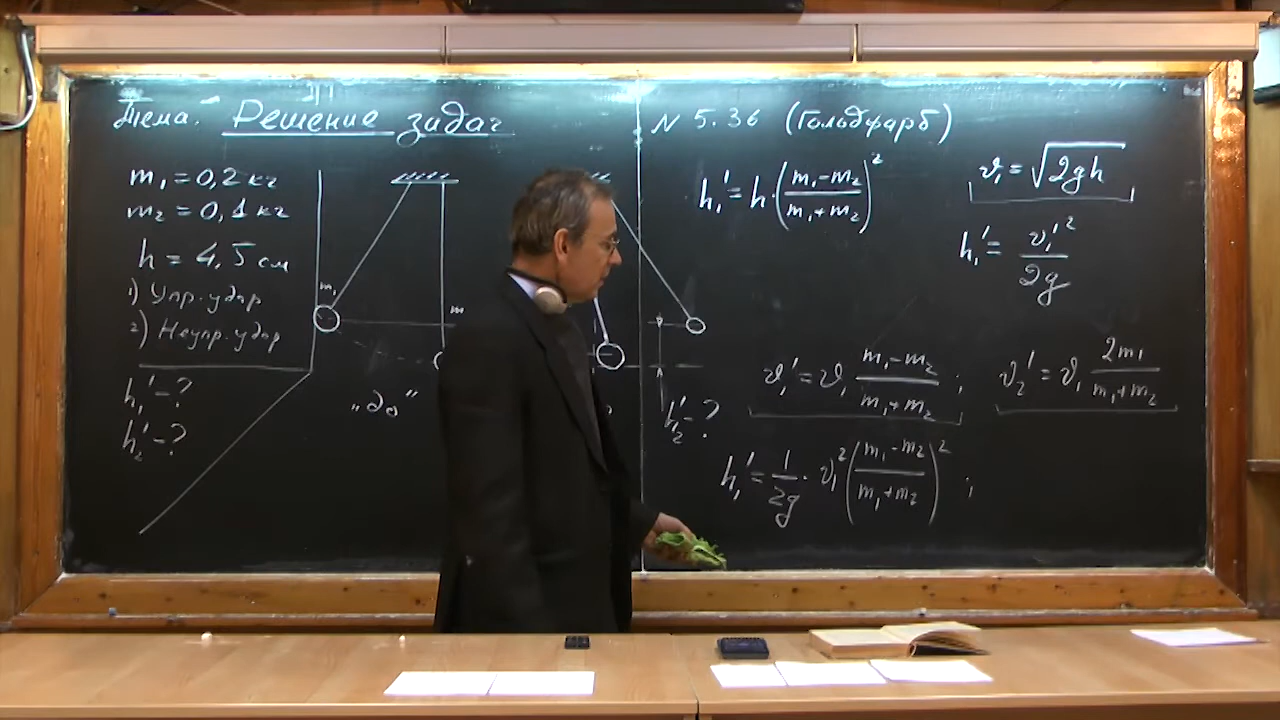 Тема. Решение задач
m₁ = 0,2 кг
m₂ = 0,1 кг
h = 4,5 см
1) Упр. удар
2) Неупр. удар
h₁' - ?
h₂' - ?
m₁
m
„до“
h₂' - ?
N 5.36 (Гольдфарб)
h₁' = h · ((m₁ - m₂)/(m₁ + m₂))²
υ₁ = √2gh
h₁' = υ₁'²/2g
υ₁' = υ₁ (m₁ - m₂)/(m₁ + m₂) ;
υ₂' = υ₁ 2m₁/(m₁ + m₂)
h₁' = 1/2g · υ₁² ((m₁ - m₂)/(m₁ + m₂))² ;